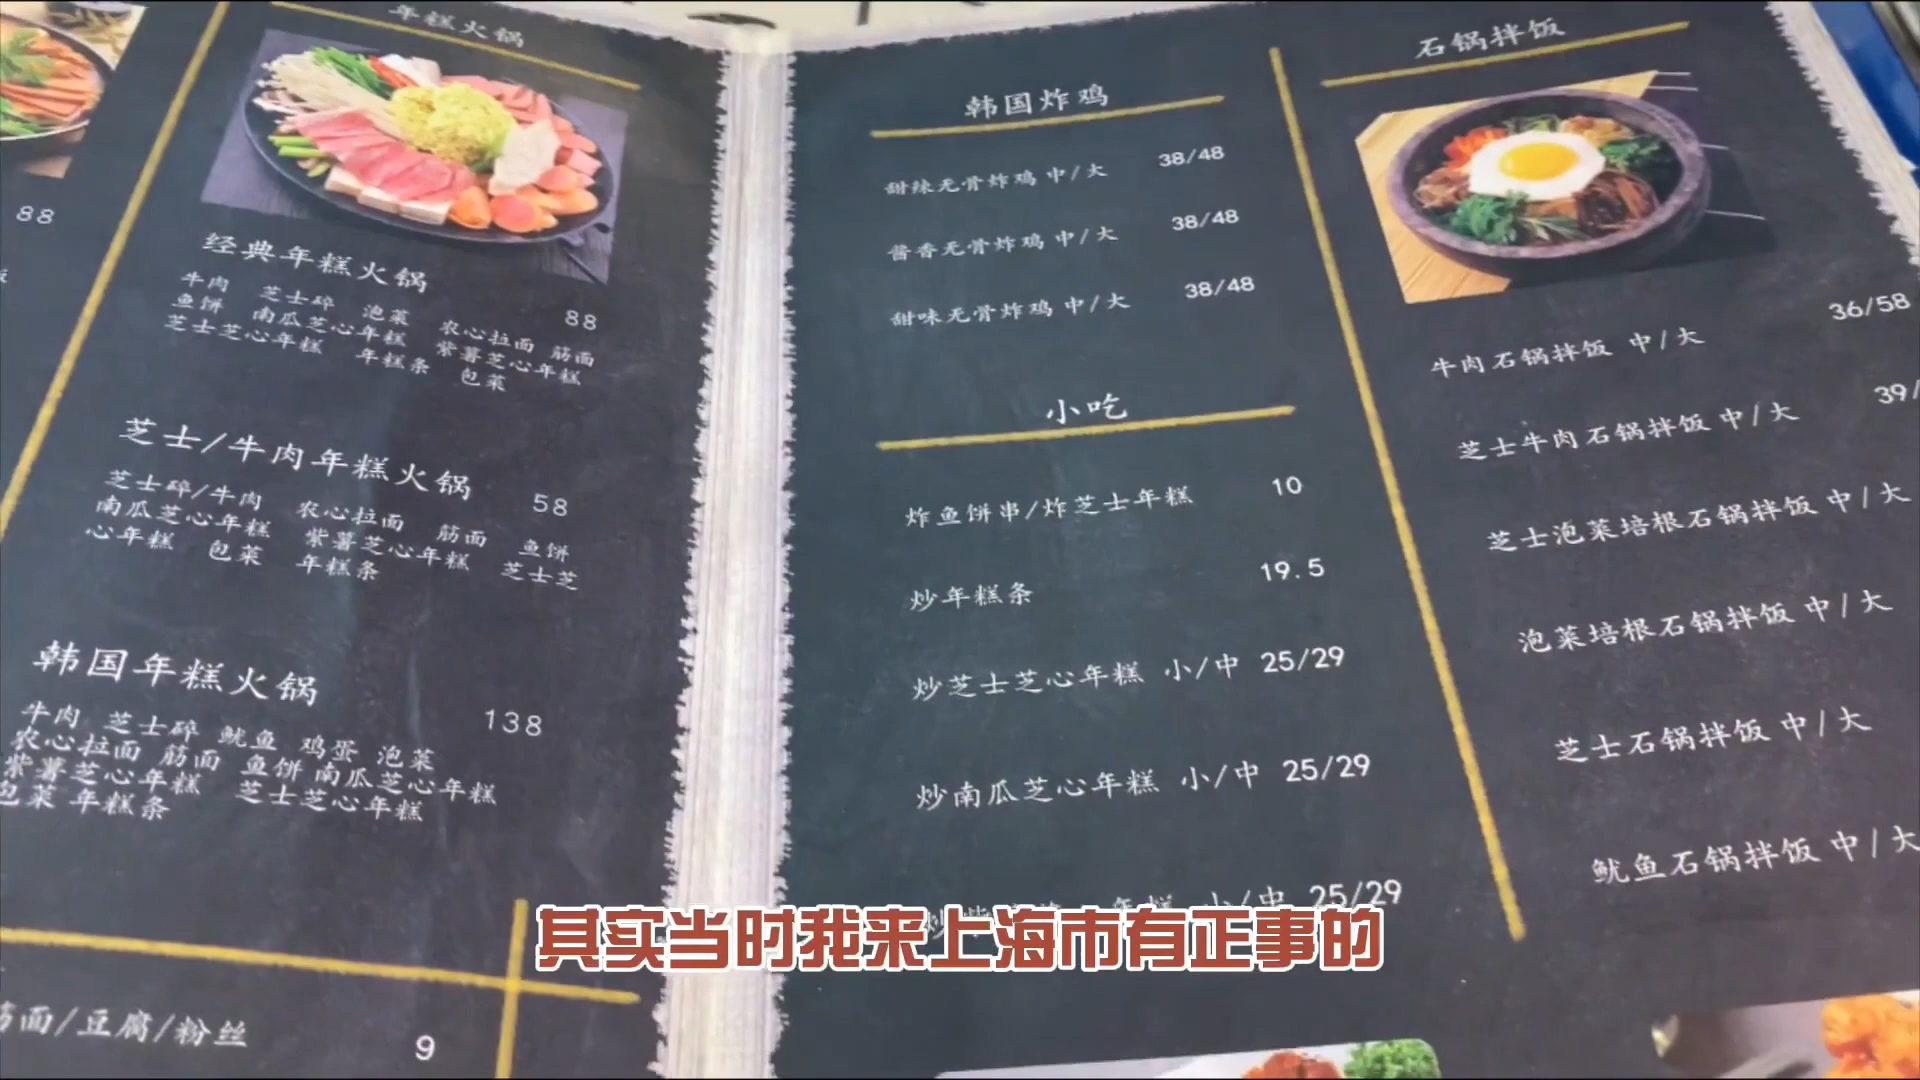 年糕火锅
88
经典年糕火锅
88
牛肉 芝士碎 泡菜 农心拉面 筋面
鱼饼 南瓜芝心年糕 紫薯芝心年糕
芝士芝心年糕 年糕条 包菜
芝士/牛肉年糕火锅
58
芝士碎/牛肉 农心拉面 筋面 鱼饼
南瓜芝心年糕 紫薯芝心年糕 芝士芝
心年糕 包菜 年糕条
韩国年糕火锅
138
牛肉 芝士碎 鱿鱼 鸡蛋 泡菜
农心拉面 筋面 鱼饼 南瓜芝心年糕
紫薯芝心年糕 芝士芝心年糕
包菜 年糕条
筋面/豆腐/粉丝 9
韩国炸鸡
甜辣无骨炸鸡 中/大 38/48
酱香无骨炸鸡 中/大 38/48
甜味无骨炸鸡 中/大 38/48
小吃
炸鱼饼串/炸芝士年糕 10
炒年糕条 19.5
炒芝士芝心年糕 小/中 25/29
炒南瓜芝心年糕 小/中 25/29
年糕 小/中 25/29
石锅拌饭
牛肉石锅拌饭 中/大 36/58
芝士牛肉石锅拌饭 中/大 39/
芝士泡菜培根石锅拌饭 中/大
泡菜培根石锅拌饭 中/大
芝士石锅拌饭 中/大
鱿鱼石锅拌饭 中/大
其实当时我来上海市有正事的